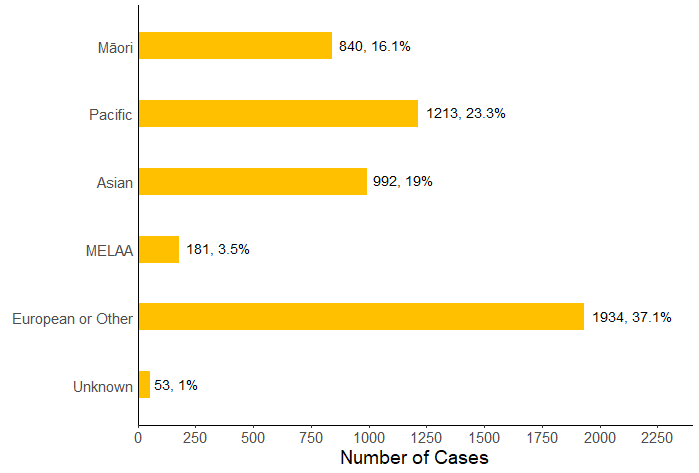 Māori 840, 16.1%
Pacific 1213, 23.3%
Asian 992, 19%
MELAA 181, 3.5%
European or Other 1934, 37.1%
Unknown 53, 1%
0 250 500 750 1000 1250 1500 1750 2000 2250
Number of Cases